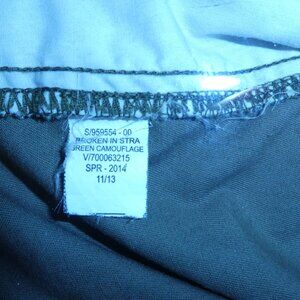 S/959554 - 00
BROKEN IN STRA
GREEN CAMOUFLAGE
V/700063215
SPR - 2014
11/13